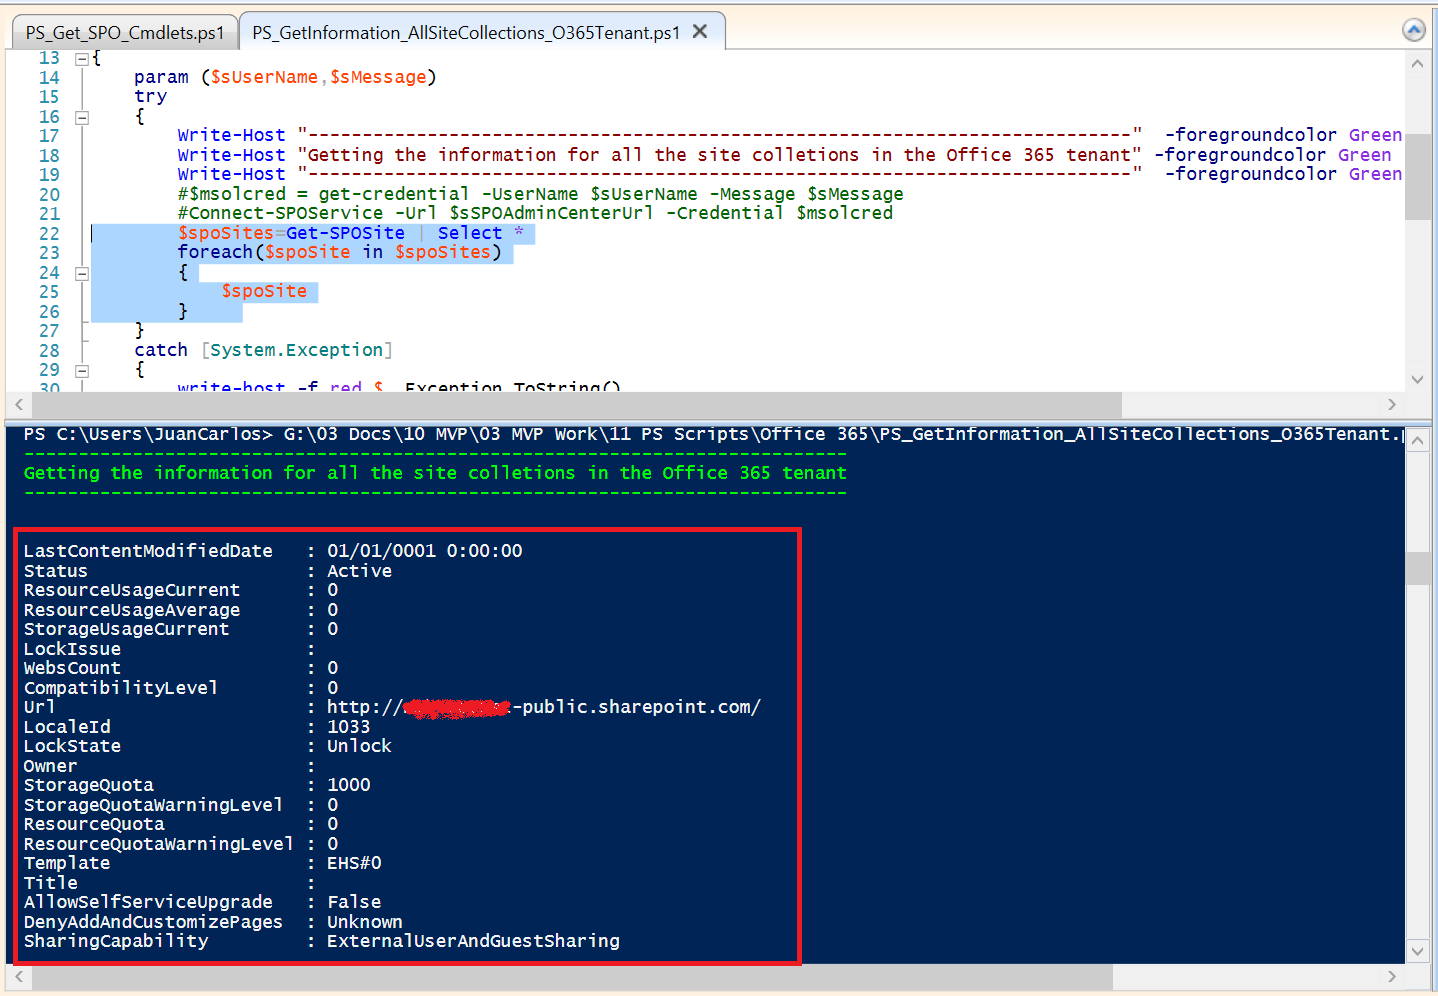 PS_Get_SPO_Cmdlets.ps1 PS_GetInformation_AllSiteCollections_O365Tenant.ps1
13 {
14 param ($sUserName,$sMessage)
15 try
16 {
17 Write-Host "----------------------------------------------------------------------------" -foregroundcolor Green
18 Write-Host "Getting the information for all the site colletions in the Office 365 tenant" -foregroundcolor Green
19 Write-Host "----------------------------------------------------------------------------" -foregroundcolor Green
20 #$msolcred = get-credential -UserName $sUserName -Message $sMessage
21 #Connect-SPOService -Url $sSPOAdminCenterUrl -Credential $msolcred
22 $spoSites=Get-SPOSite | Select *
23 foreach($spoSite in $spoSites)
24 {
25 $spoSite
26 }
27 }
28 catch [System.Exception]
29 {
30 write-host -f red $_.Exception.ToString()
PS C:\Users\JuanCarlos> G:\03 Docs\10 MVP\03 MVP Work\11 PS Scripts\Office 365\PS_GetInformation_AllSiteCollections_O365Tenant.p
----------------------------------------------------------------------------
Getting the information for all the site colletions in the Office 365 tenant
----------------------------------------------------------------------------
LastContentModifiedDate : 01/01/0001 0:00:00
Status : Active
ResourceUsageCurrent : 0
ResourceUsageAverage : 0
StorageUsageCurrent : 0
LockIssue :
WebsCount : 0
CompatibilityLevel : 0
Url : http:// -public.sharepoint.com/
LocaleId : 1033
LockState : Unlock
Owner :
StorageQuota : 1000
StorageQuotaWarningLevel : 0
ResourceQuota : 0
ResourceQuotaWarningLevel : 0
Template : EHS#0
Title :
AllowSelfServiceUpgrade : False
DenyAddAndCustomizePages : Unknown
SharingCapability : ExternalUserAndGuestSharing